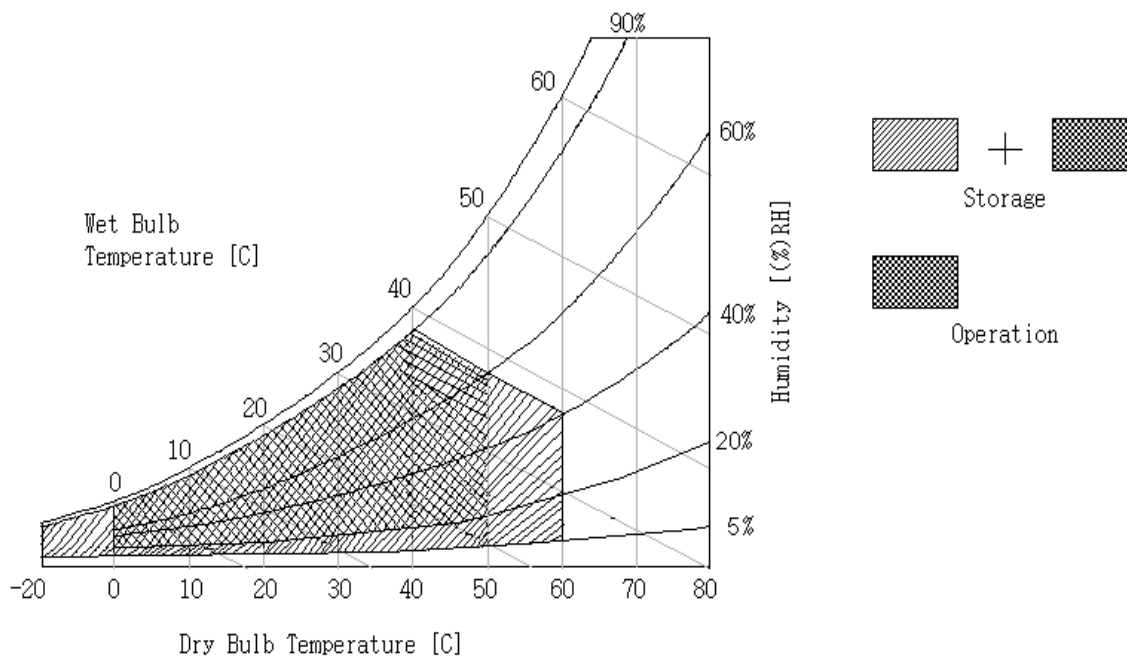 90%
60
60%
50
Wet Bulb
Temperature [C]
40
40%
30
20
20%
10
0
5%
-20 0 10 20 30 40 50 60 70 80
Dry Bulb Temperature [C]
Humidity [(%)RH]
+
Storage
Operation